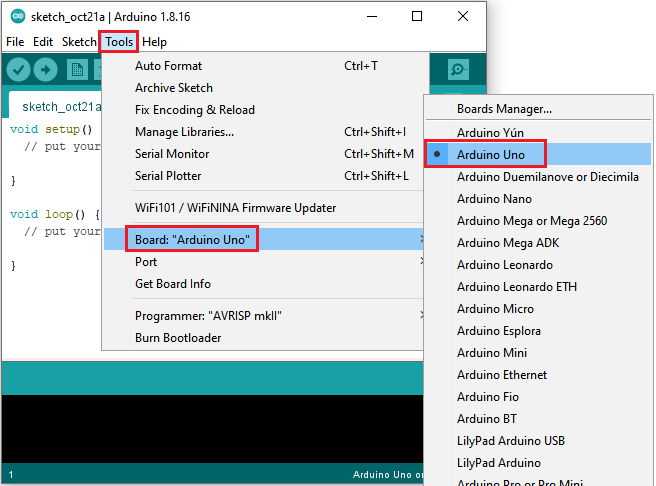 sketch_oct21a | Arduino 1.8.16
File Edit Sketch Tools Help
sketch_oct21a
void setup()
// put your
}
void loop() {
// put your
}
Auto Format Ctrl+T
Archive Sketch
Fix Encoding & Reload
Manage Libraries... Ctrl+Shift+I
Serial Monitor Ctrl+Shift+M
Serial Plotter Ctrl+Shift+L
WiFi101 / WiFiNINA Firmware Updater
Board: "Arduino Uno"
Port
Get Board Info
Programmer: "AVRISP mkII"
Burn Bootloader
Boards Manager...
Arduino Yún
Arduino Uno
Arduino Duemilanove or Diecimila
Arduino Nano
Arduino Mega or Mega 2560
Arduino Mega ADK
Arduino Leonardo
Arduino Leonardo ETH
Arduino Micro
Arduino Esplora
Arduino Mini
Arduino Ethernet
Arduino Fio
Arduino BT
LilyPad Arduino USB
LilyPad Arduino
Arduino Pro or Pro Mini
1 Arduino Uno on